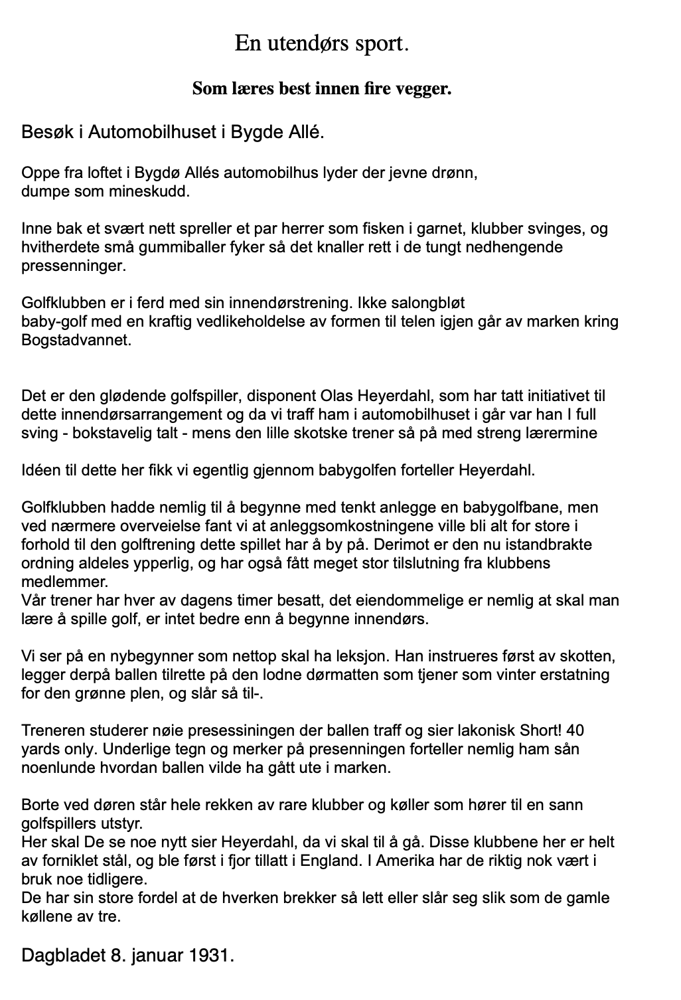 En utendørs sport.
Som læres best innen fire vegger.
Besøk i Automobilhuset i Bygde Allé.
Oppe fra loftet i Bygdø Allés automobilhus lyder der jevne drønn,
dumpe som mineskudd.
Inne bak et svært nett spreller et par herrer som fisken i garnet, klubber svinges, og
hvitherdete små gummiballer fyker så det knaller rett i de tungt nedhengende
pressenninger.
Golfklubben er i ferd med sin innendørstrening. Ikke salongbløt
baby-golf med en kraftig vedlikeholdelse av formen til telen igjen går av marken kring
Bogstadvannet.
Det er den glødende golfspiller, disponent Olas Heyerdahl, som har tatt initiativet til
dette innendørsarrangement og da vi traff ham i automobilhuset i går var han I full
sving - bokstavelig talt - mens den lille skotske trener så på med streng lærermine
Idéen til dette her fikk vi egentlig gjennom babygolfen forteller Heyerdahl.
Golfklubben hadde nemlig til å begynne med tenkt anlegge en babygolfbane, men
ved nærmere overveielse fant vi at anleggsomkostningene ville bli alt for store i
forhold til den golftrening dette spillet har å by på. Derimot er den nu istandbrakte
ordning aldeles ypperlig, og har også fått meget stor tilslutning fra klubbens
medlemmer.
Vår trener har hver av dagens timer besatt, det eiendommelige er nemlig at skal man
lære å spille golf, er intet bedre enn å begynne innendørs.
Vi ser på en nybegynner som nettop skal ha leksjon. Han instrueres først av skotten,
legger derpå ballen tilrette på den lodne dørmatten som tjener som vinter erstatning
for den grønne plen, og slår så til-.
Treneren studerer nøie presessiningen der ballen traff og sier lakonisk Short! 40
yards only. Underlige tegn og merker på presenningen forteller nemlig ham sån
noenlunde hvordan ballen vilde ha gått ute i marken.
Borte ved døren står hele rekken av rare klubber og køller som hører til en sann
golfspillers utstyr.
Her skal De se noe nytt sier Heyerdahl, da vi skal til å gå. Disse klubbene her er helt
av forniklet stål, og ble først i fjor tillatt i England. I Amerika har de riktig nok vært i
bruk noe tidligere.
De har sin store fordel at de hverken brekker så lett eller slår seg slik som de gamle
køllene av tre.
Dagbladet 8. januar 1931.